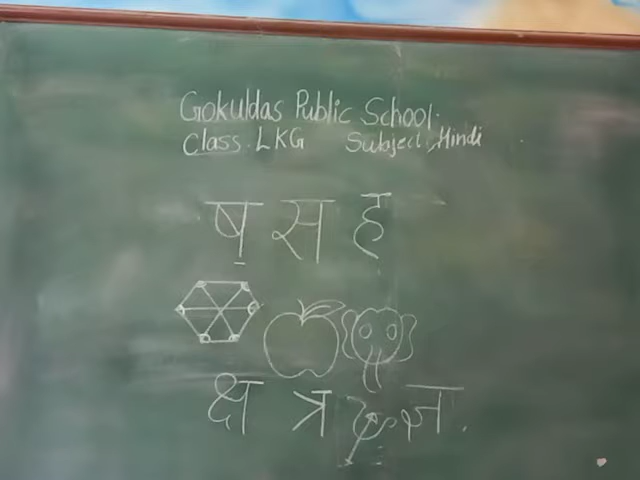 Gokuldas Public School.
Class. LKG Subject, Hindi
ष स ह
क्ष त्र ज्ञ